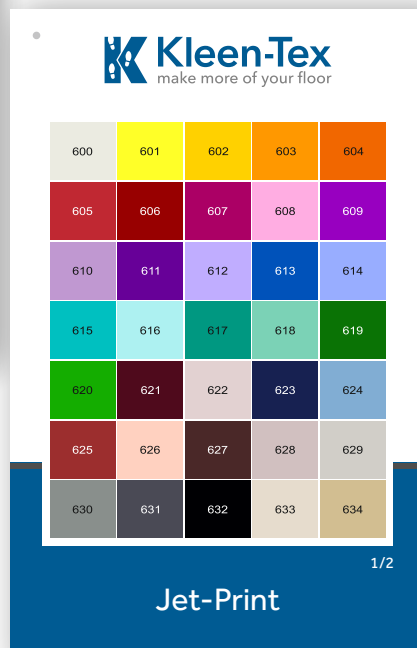 Kleen-Tex
make more of your floor
600 601 602 603 604
605 606 607 608 609
610 611 612 613 614
615 616 617 618 619
620 621 622 623 624
625 626 627 628 629
630 631 632 633 634
1/2
Jet-Print